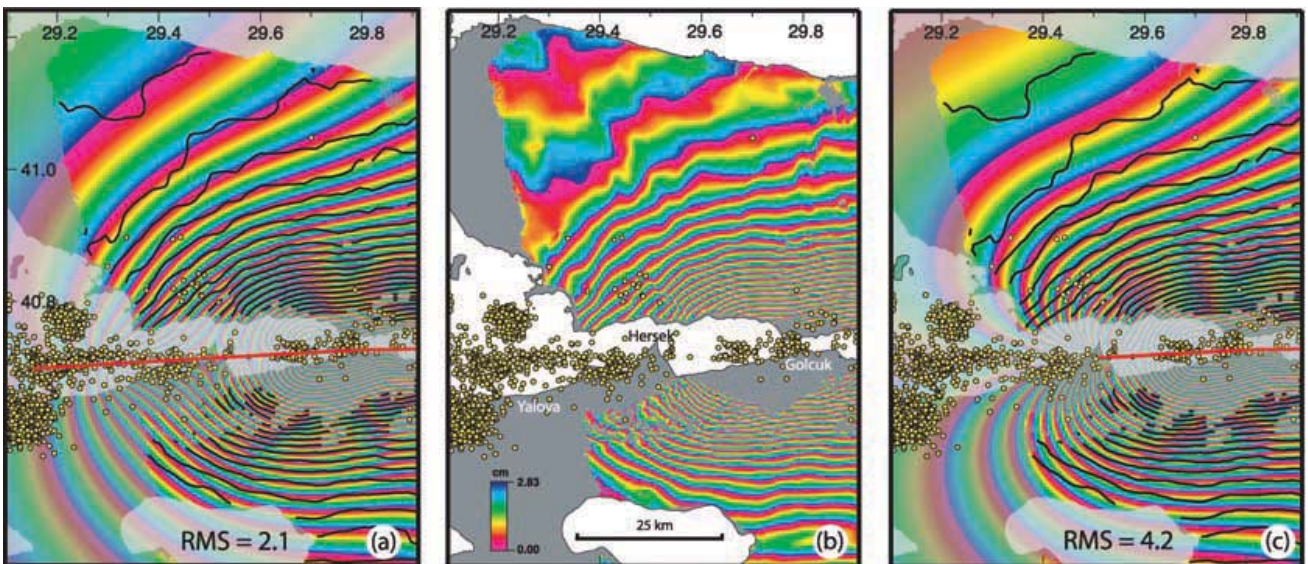 29.2 29.4 29.6 29.8
41.0
40.8
RMS = 2.1 (a)
29.2 29.4 29.6 29.8
Hersek
Golcuk
Yalova
cm
2.83
0.00
25 km
(b)
29.2 29.4 29.6 29.8
RMS = 4.2 (c)